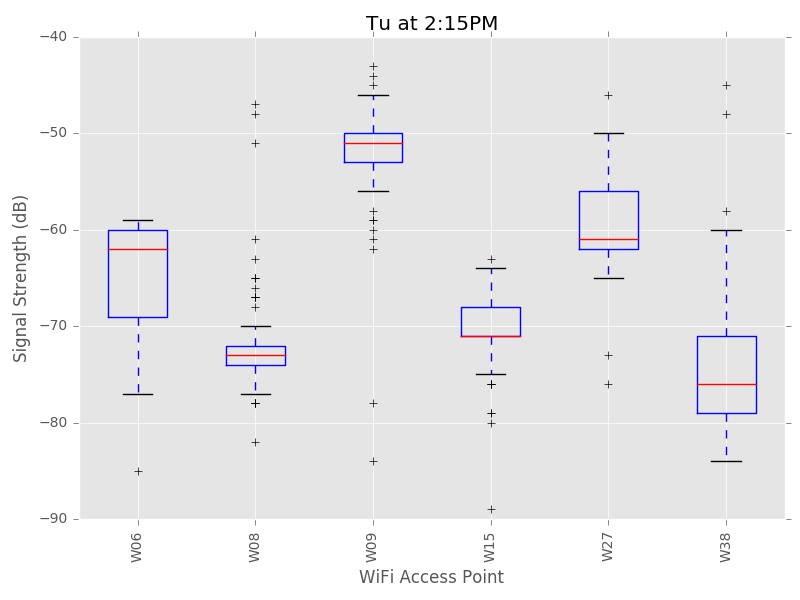 Tu at 2:15PM
−40
−50
−60
−70
−80
−90
Signal Strength (dB)
W06
W08
W09
W15
W27
W38
WiFi Access Point